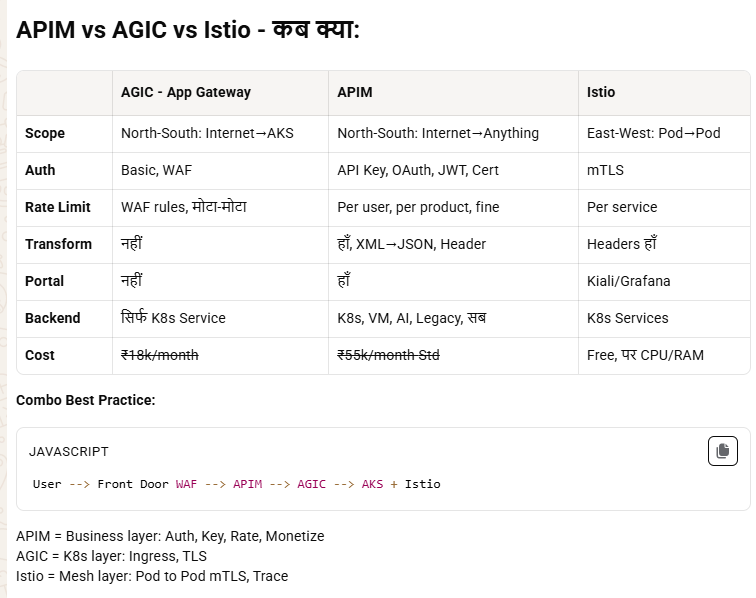 APIM vs AGIC vs Istio - कब क्या:
AGIC - App Gateway APIM Istio
Scope North-South: Internet→AKS North-South: Internet→Anything East-West: Pod→Pod
Auth Basic, WAF API Key, OAuth, JWT, Cert mTLS
Rate Limit WAF rules, मोटा-मोटा Per user, per product, fine Per service
Transform नहीं हाँ, XML→JSON, Header Headers हाँ
Portal नहीं हाँ Kiali/Grafana
Backend सिर्फ K8s Service K8s, VM, AI, Legacy, सब K8s Services
Cost ₹18k/month ₹55k/month Std Free, पर CPU/RAM
Combo Best Practice:
JAVASCRIPT
User --> Front Door WAF --> APIM --> AGIC --> AKS + Istio
APIM = Business layer: Auth, Key, Rate, Monetize
AGIC = K8s layer: Ingress, TLS
Istio = Mesh layer: Pod to Pod mTLS, Trace